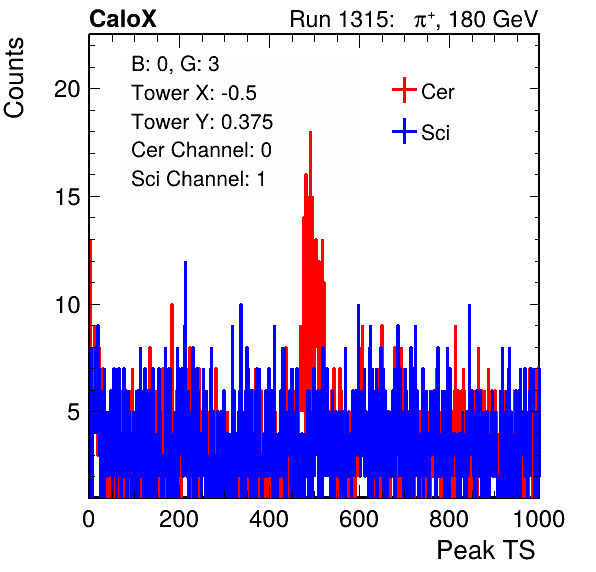 CaloX Run 1315: π+, 180 GeV
Counts
B: 0, G: 3
Tower X: -0.5
Tower Y: 0.375
Cer Channel: 0
Sci Channel: 1
Cer
Sci
20
15
10
5
0 200 400 600 800 1000
Peak TS